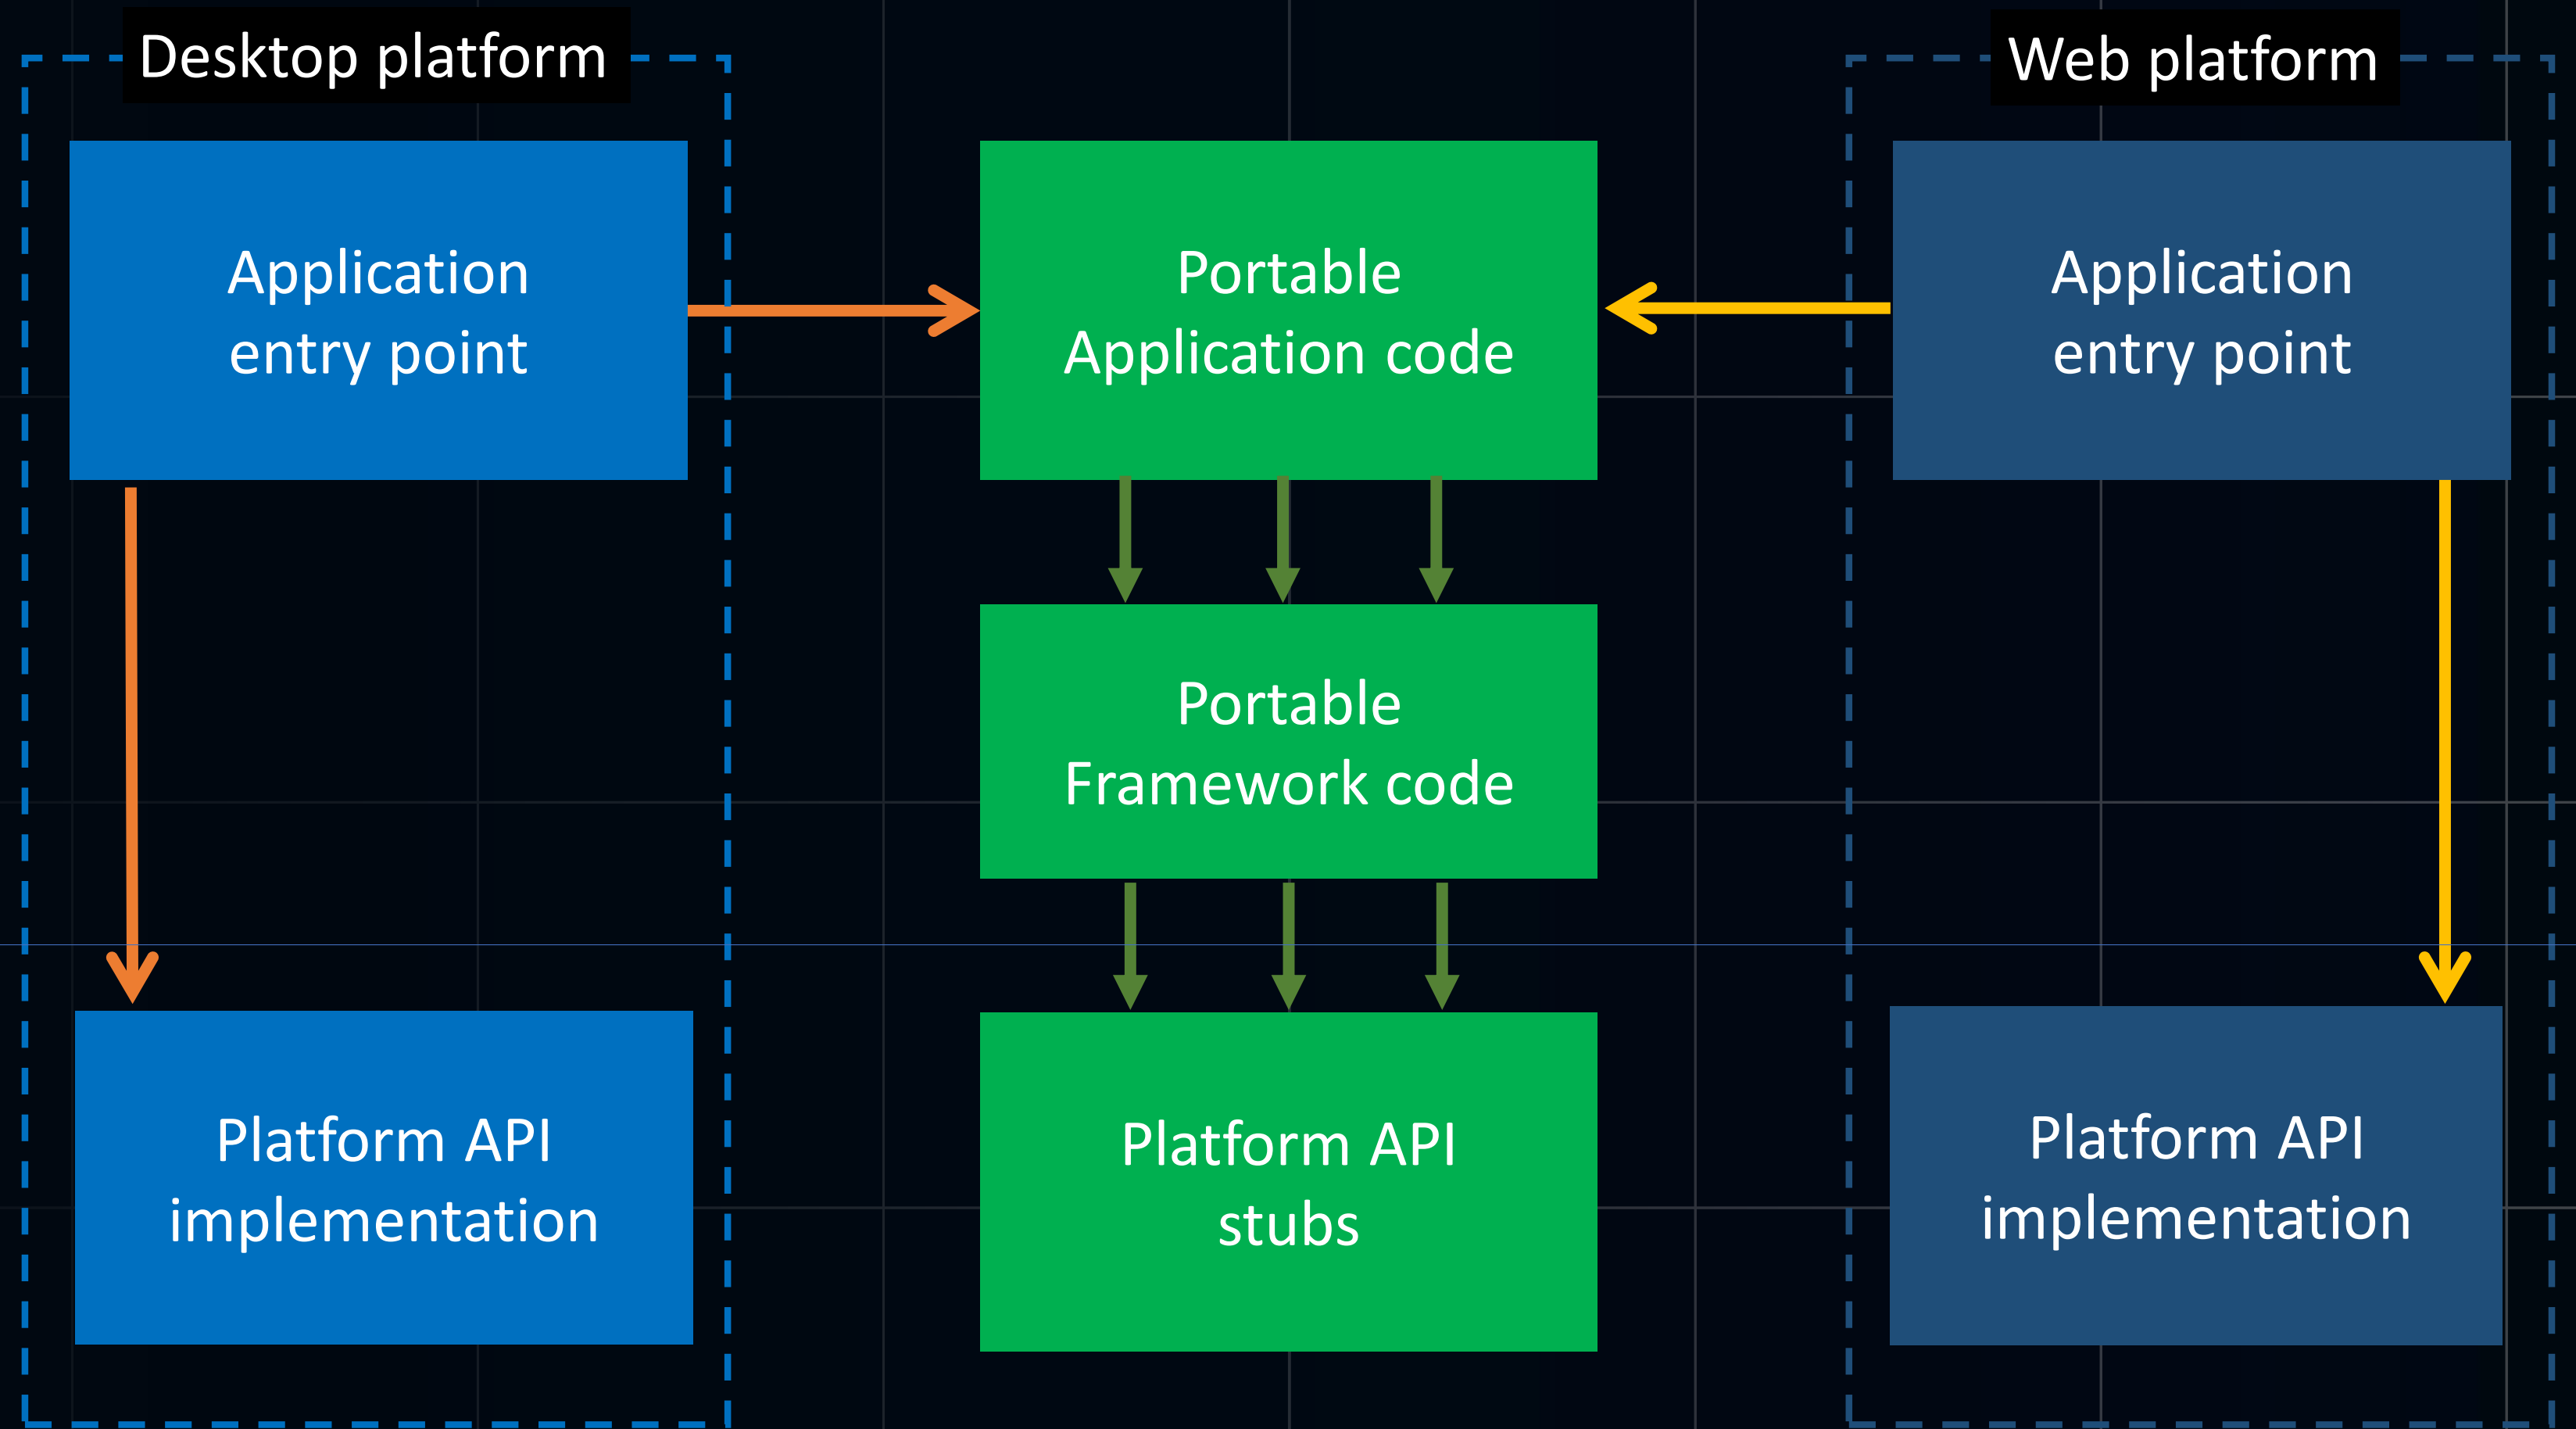 Desktop platform
Web platform
Application
entry point
Portable
Application code
Application
entry point
Portable
Framework code
Platform API
implementation
Platform API
stubs
Platform API
implementation